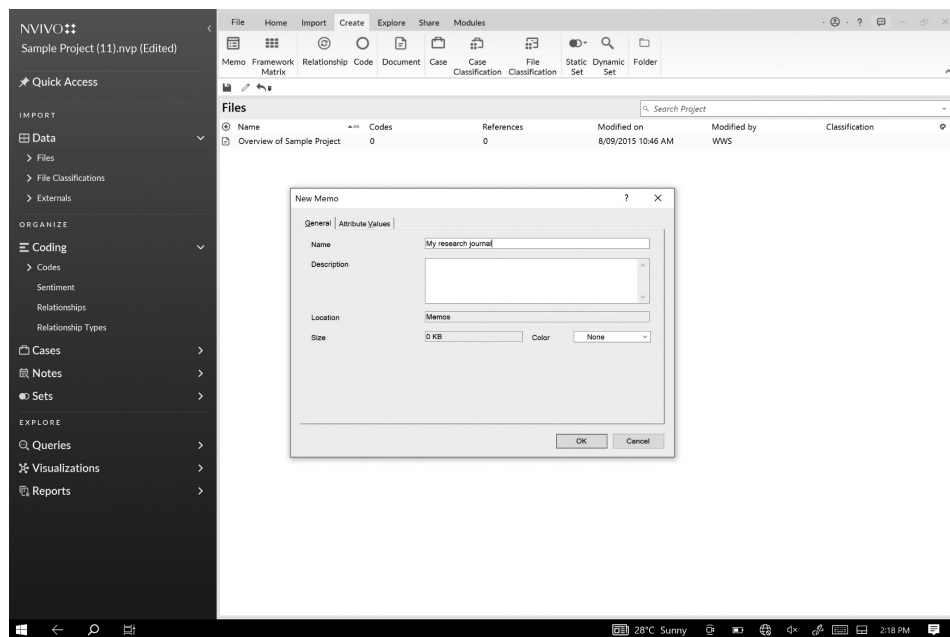 NVIVO
Sample Project (11).nvp (Edited)
Quick Access
IMPORT
Data
Files
File Classifications
Externals
ORGANIZE
Coding
Codes
Sentiment
Relationships
Relationship Types
Cases
Notes
Sets
EXPLORE
Queries
Visualizations
Reports
File Home Import Create Explore Share Modules
Memo Framework Matrix Relationship Code Document Case Case Classification File Classification Static Set Dynamic Set Folder
Files
Search Project
Name Codes References Modified on Modified by Classification
Overview of Sample Project 0 0 8/09/2015 10:46 AM WWS
New Memo ?
General Attribute Values
Name My research journal
Description
Location Memos
Size 0 KB Color None
OK Cancel
28°C Sunny 2:18 PM